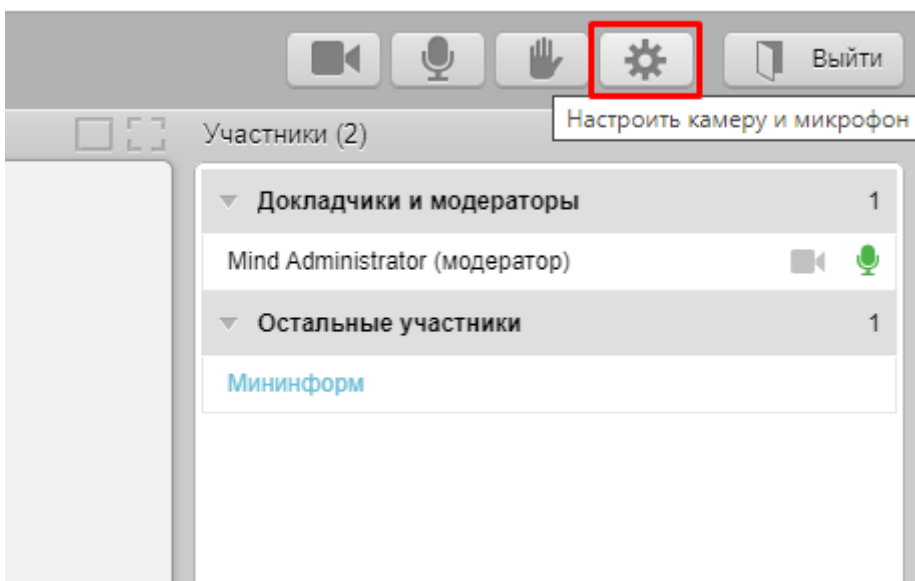 Выйти
Настроить камеру и микрофон
Участники (2)
Докладчики и модераторы 1
Mind Administrator (модератор)
Остальные участники 1
Мининформ